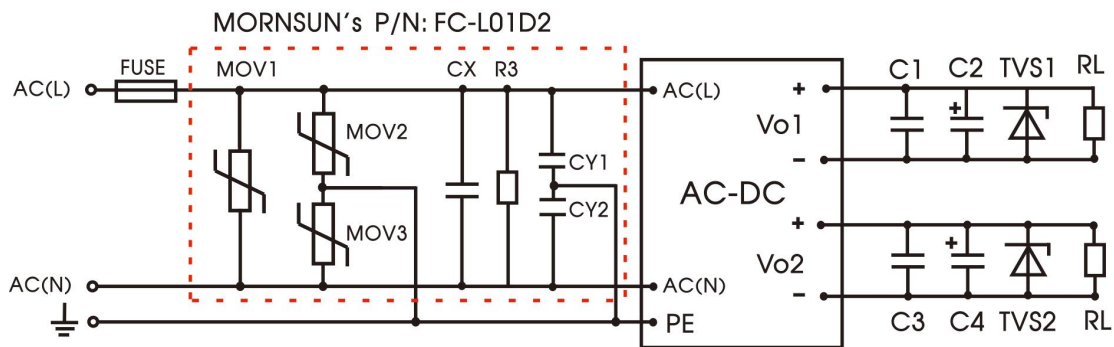 MORNSUN's P/N: FC-L01D2
FUSE MOV1 CX R3 C1 C2 TVS1 RL
AC(L) AC(L) + +
MOV2 Vo1
CY1 −
AC-DC
CY2 + +
MOV3 Vo2
AC(N) AC(N) −
PE C3 C4 TVS2 RL